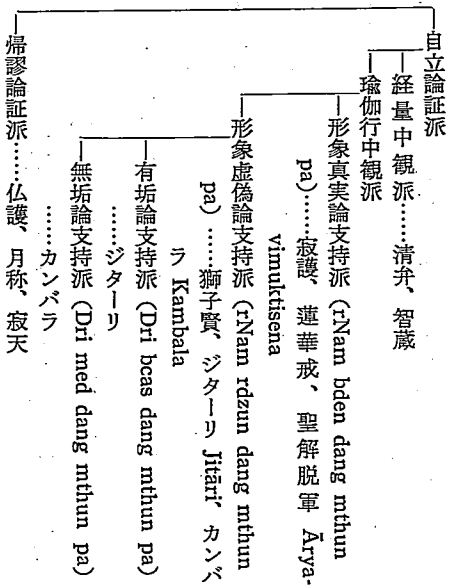 自立論証派
経量中観派……清弁、智蔵
瑜伽行中観派
形象真実論支持派 (rNam bden dang mthun
pa)……寂護、蓮華戒、聖解脱軍 Ārya-
vimuktisena
形象虚偽論支持派 (rNam rdzun dang mthun
pa) ……獅子賢、ジターリ Jitāri、カンバ
ラ Kambala
有垢論支持派 (Dri bcas dang mthun pa)
……ジターリ
無垢論支持派 (Dri med dang mthun pa)
……カンバラ
帰謬論証派……仏護、月称、寂天